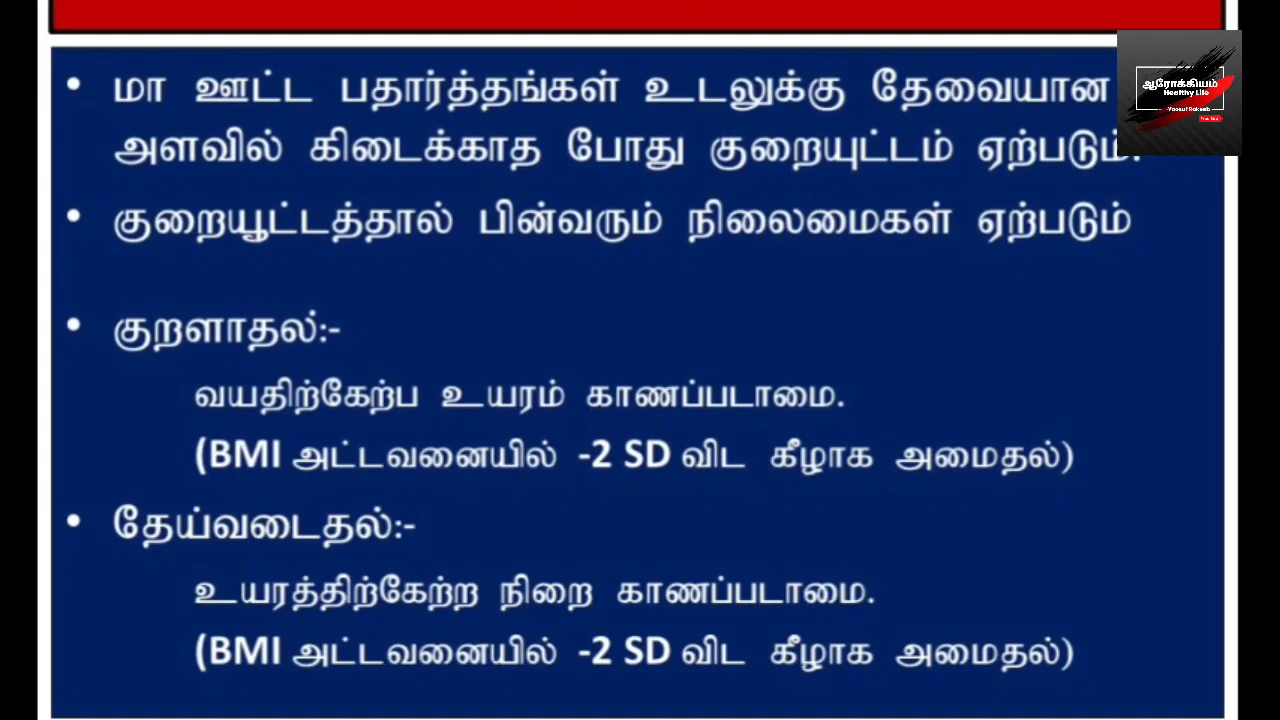 • மா ஊட்ட பதார்த்தங்கள் உடலுக்கு தேவையான
அளவில் கிடைக்காத போது குறையுட்டம் ஏற்படும்.
• குறையூட்டத்தால் பின்வரும் நிலைமைகள் ஏற்படும்
• குறளாதல்:-
வயதிற்கேற்ப உயரம் காணப்படாமை.
(BMI அட்டவனையில் -2 SD விட கீழாக அமைதல்)
• தேய்வடைதல்:-
உயரத்திற்கேற்ற நிறை காணப்படாமை.
(BMI அட்டவனையில் -2 SD விட கீழாக அமைதல்)
ஆரோக்கியம்
Healthy Life
Yoosuf Rakeeb